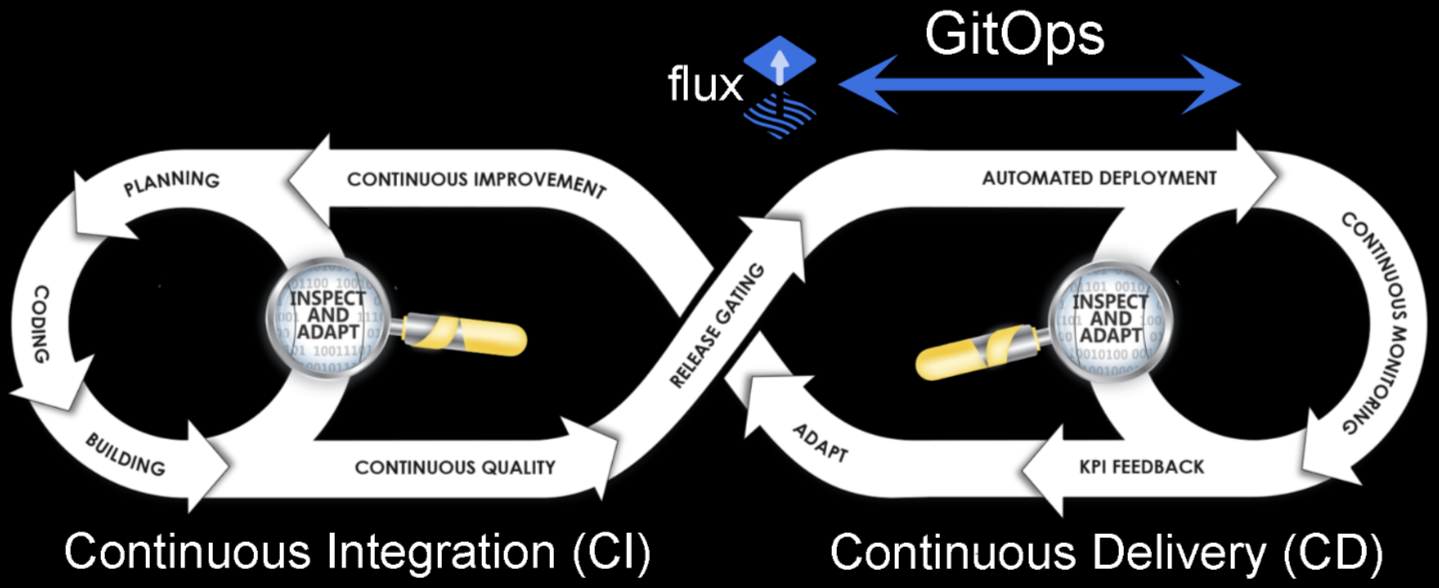 GitOps
flux
PLANNING
CONTINUOUS IMPROVEMENT
AUTOMATED DEPLOYMENT
CODING
INSPECT
AND
ADAPT
RELEASE GATING
INSPECT
AND
ADAPT
CONTINUOUS MONITORING
BUILDING
CONTINUOUS QUALITY
ADAPT
KPI FEEDBACK
Continuous Integration (CI)
Continuous Delivery (CD)